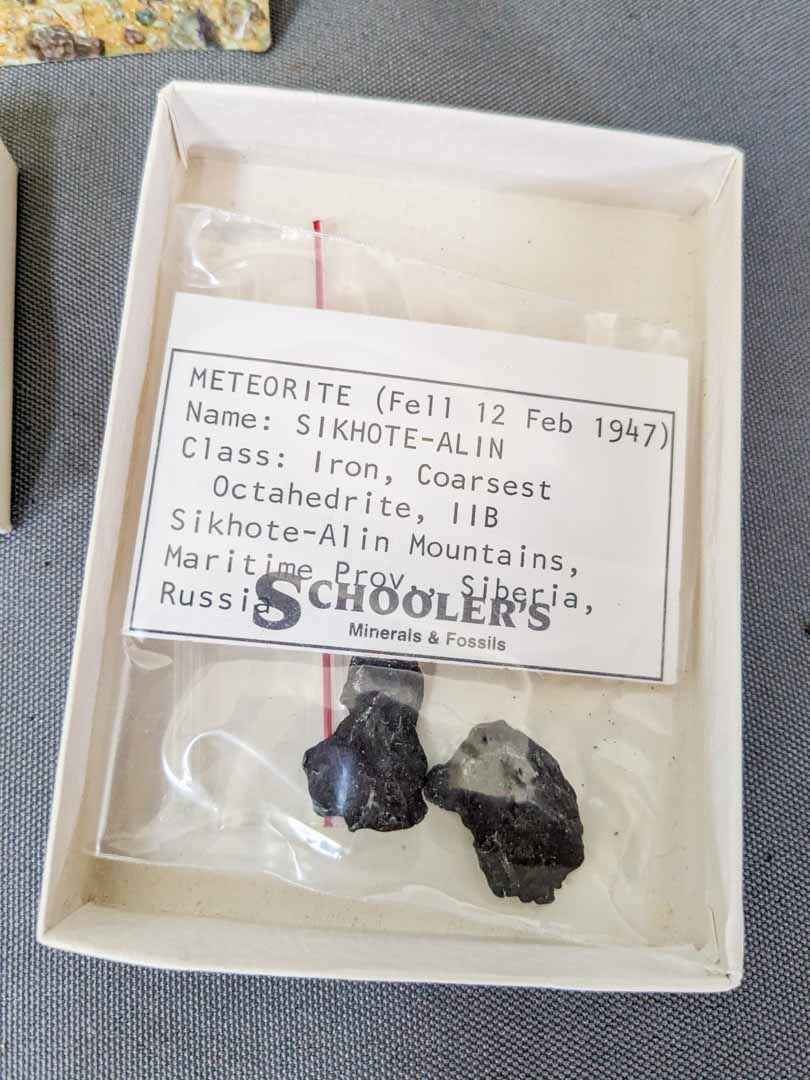 METEORITE (Fell 12 Feb 1947)
Name: SIKHOTE-ALIN
Class: Iron, Coarsest
Octahedrite, IIB
Sikhote-Alin Mountains,
Maritime Prov., Siberia,
Russia
SCHOOLER'S
Minerals & Fossils